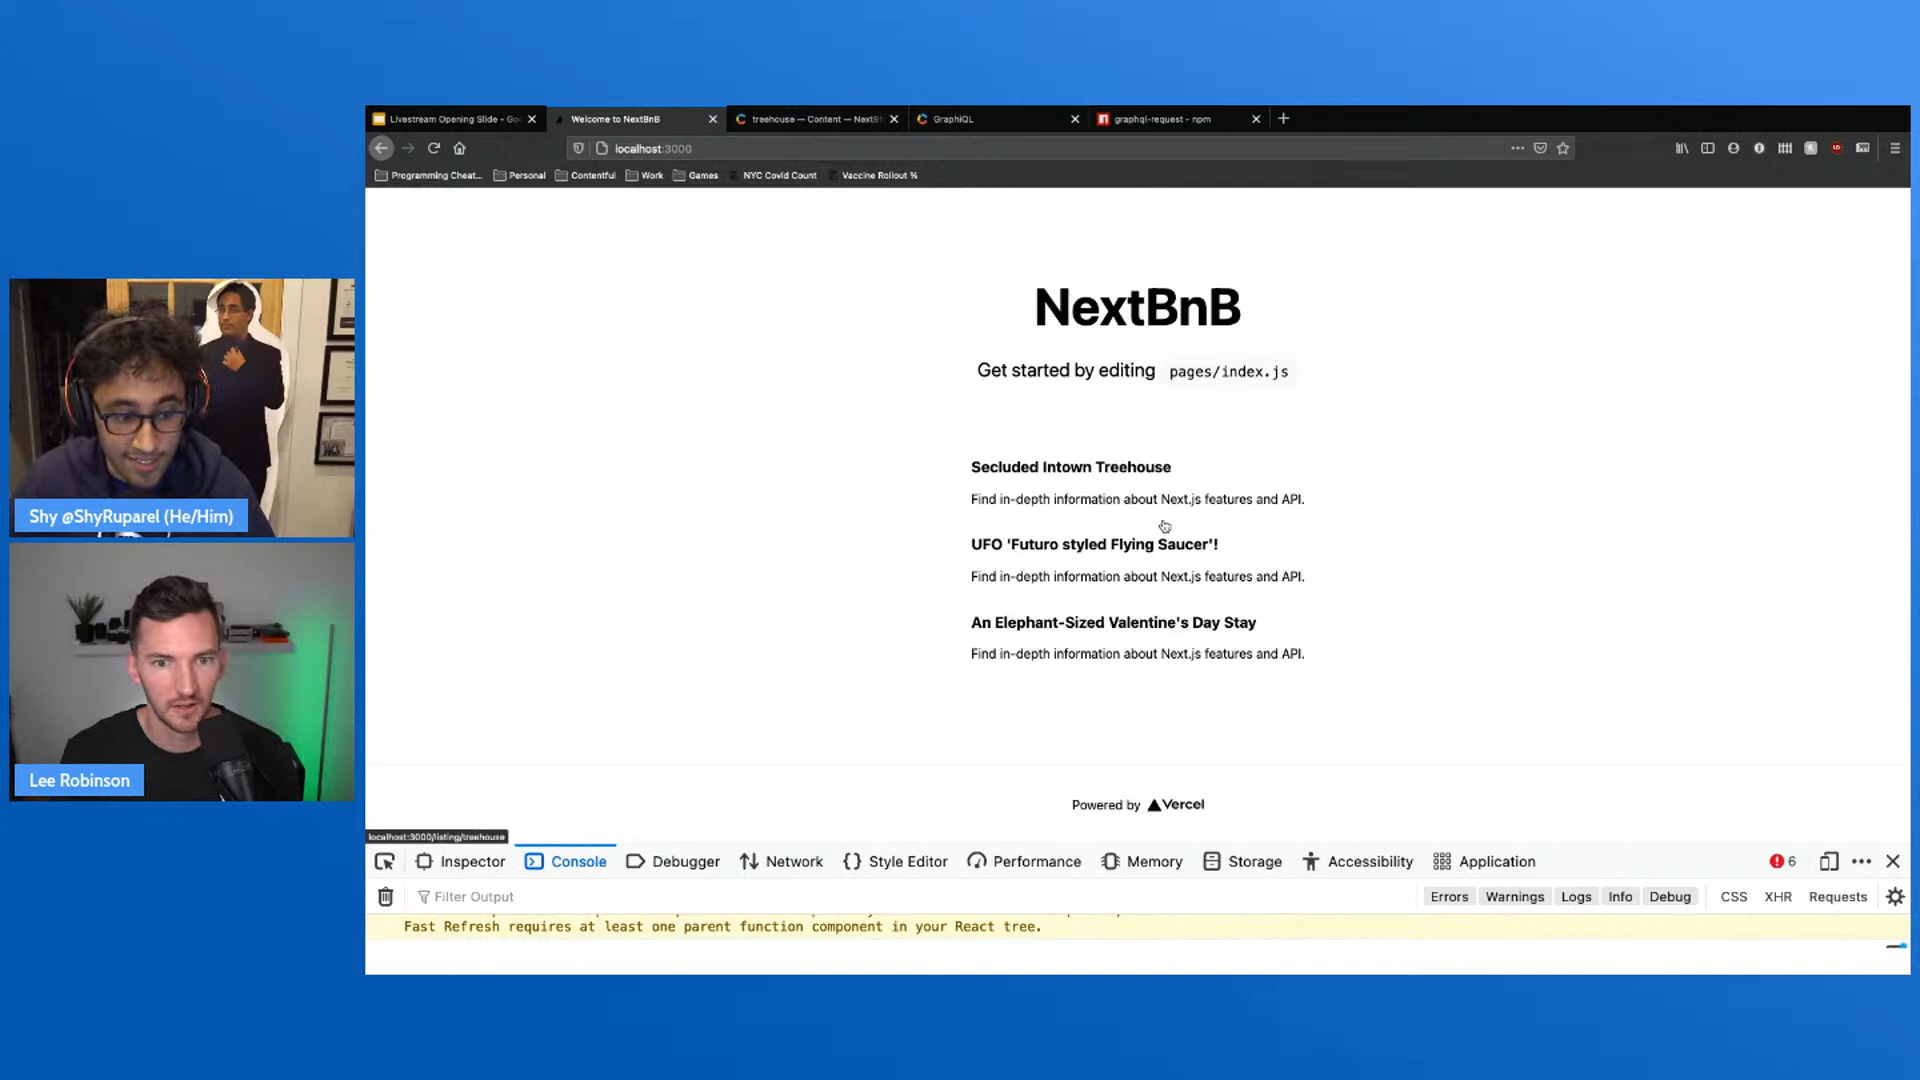 Livestream Opening Slide - Goo
Welcome to NextBnB
treehouse — Content — NextBn
GraphiQL
graphql-request - npm
localhost:3000
Programming Cheat...
Personal
Contentful
Work
Games
NYC Covid Count
Vaccine Rollout %
NextBnB
Get started by editing pages/index.js
Secluded Intown Treehouse
Find in-depth information about Next.js features and API.
UFO 'Futuro styled Flying Saucer'!
Find in-depth information about Next.js features and API.
An Elephant-Sized Valentine's Day Stay
Find in-depth information about Next.js features and API.
Shy @ShyRuparel (He/Him)
Lee Robinson
Powered by Vercel
localhost:3000/listing/treehouse
Inspector
Console
Debugger
Network
Style Editor
Performance
Memory
Storage
Accessibility
Application
6
Filter Output
Errors
Warnings
Logs
Info
Debug
CSS
XHR
Requests
Fast Refresh requires at least one parent function component in your React tree.